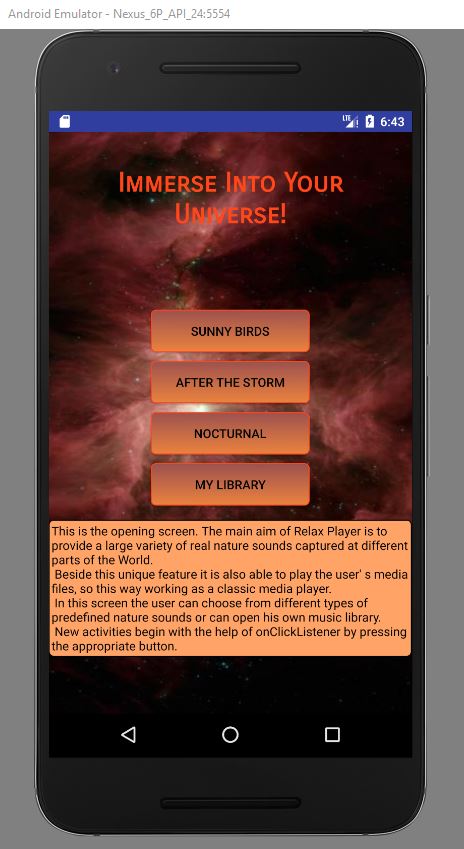 Android Emulator - Nexus_6P_API_24:5554
LTE 6:43
Immerse Into Your
Universe!
SUNNY BIRDS
AFTER THE STORM
NOCTURNAL
MY LIBRARY
This is the opening screen. The main aim of Relax Player is to
provide a large variety of real nature sounds captured at different
parts of the World.
Beside this unique feature it is also able to play the user' s media
files, so this way working as a classic media player.
In this screen the user can choose from different types of
predefined nature sounds or can open his own music library.
New activities begin with the help of onClickListener by pressing
the appropriate button.